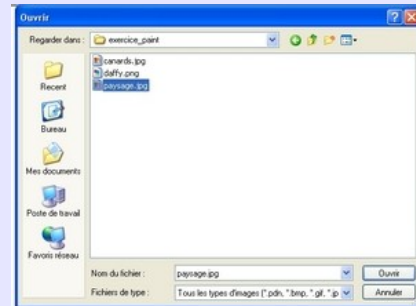 Ouvrir
Regarder dans :
exercice_paint
canards.jpg
daffy.png
paysage.jpg
Recent
Bureau
Mes documents
Poste de travail
Favoris réseau
Nom du fichier :
paysage.jpg
Ouvrir
Fichiers de type :
Tous les types d'images (*.pdn, *.bmp, *.gif, *.jp
Annuler